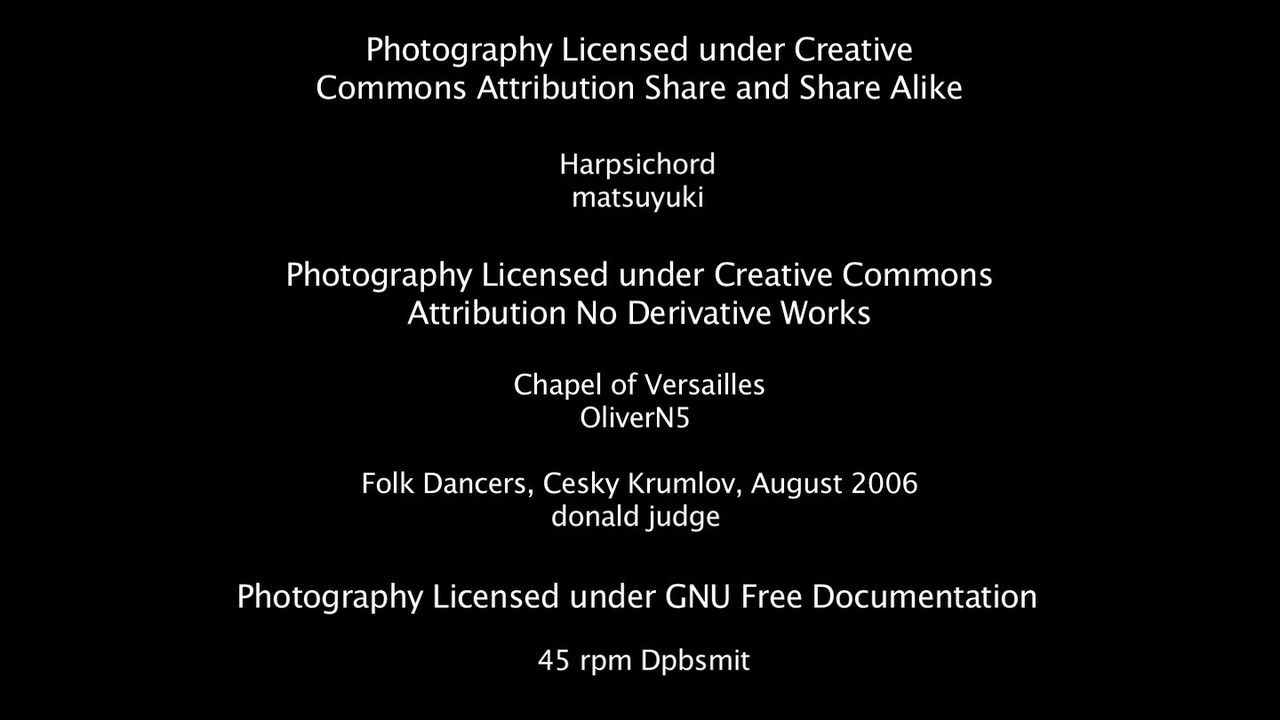 Photography Licensed under Creative
Commons Attribution Share and Share Alike
Harpsichord
matsuyuki
Photography Licensed under Creative Commons
Attribution No Derivative Works
Chapel of Versailles
OliverN5
Folk Dancers, Cesky Krumlov, August 2006
donald judge
Photography Licensed under GNU Free Documentation
45 rpm Dpbsmit